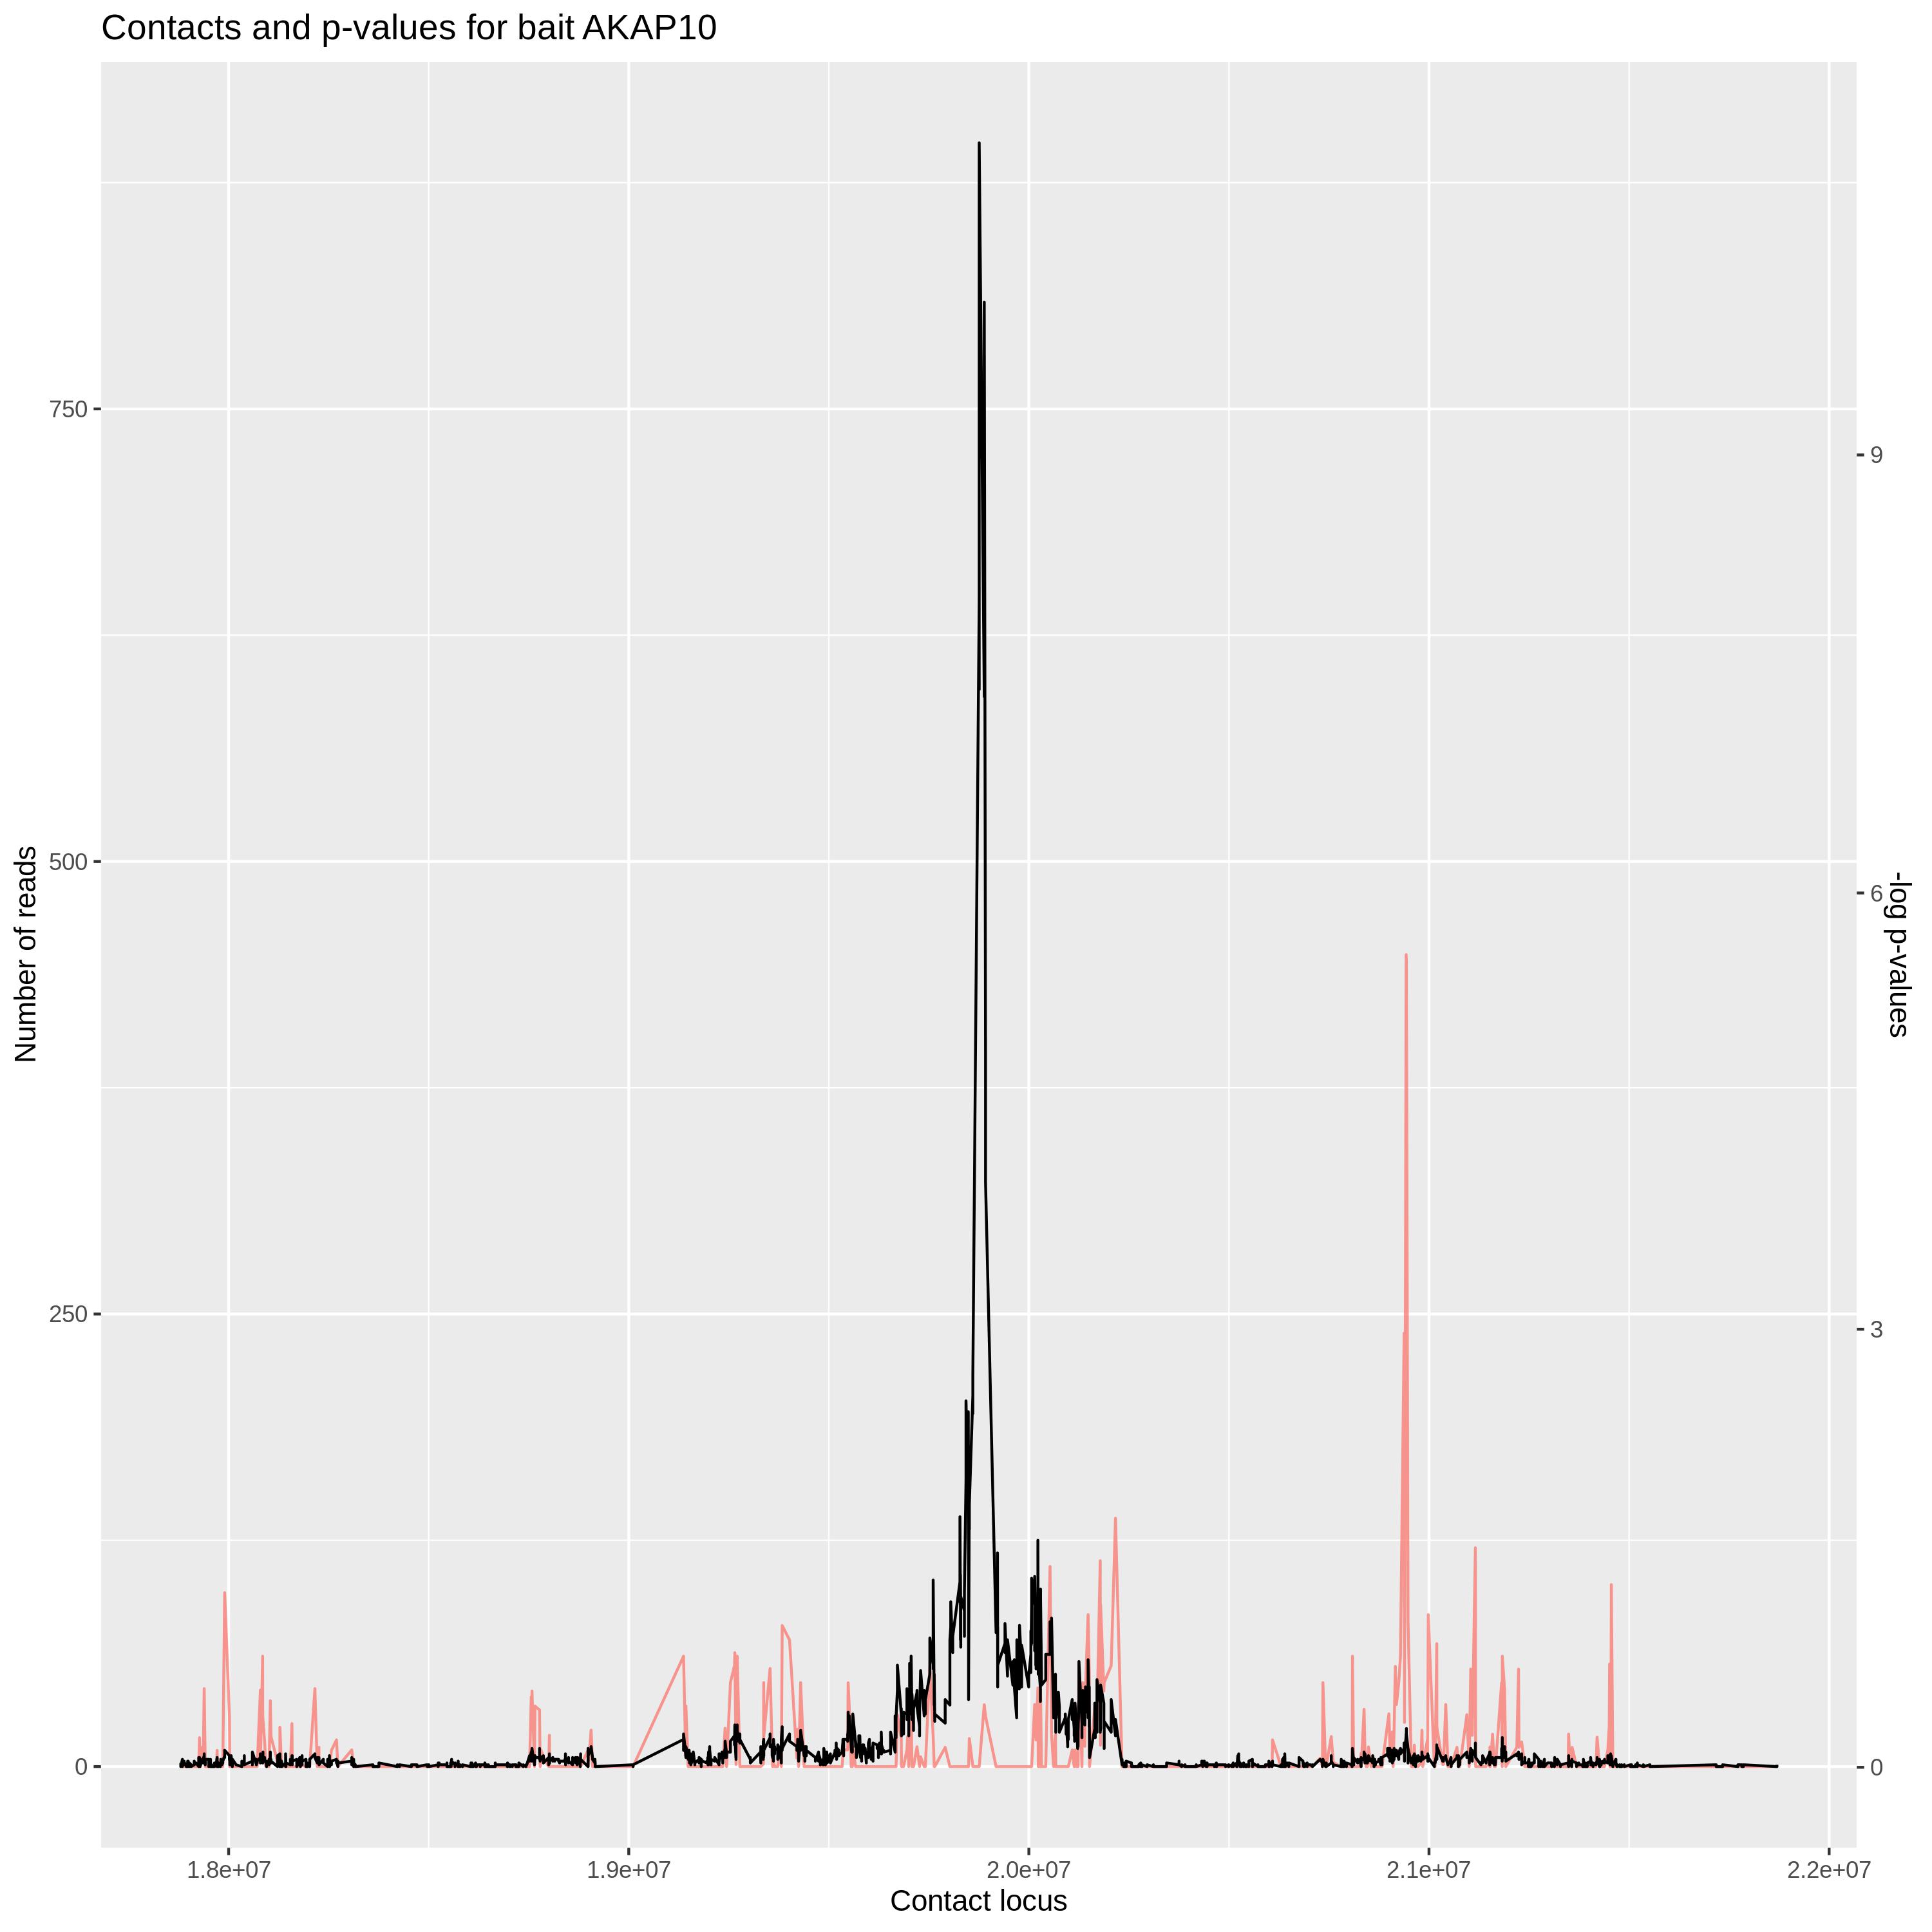 Contacts and p-values for bait AKAP10
750
500
250
0
Number of reads
9
6
3
0
-log p-values
1.8e+07 1.9e+07 2.0e+07 2.1e+07 2.2e+07
Contact locus